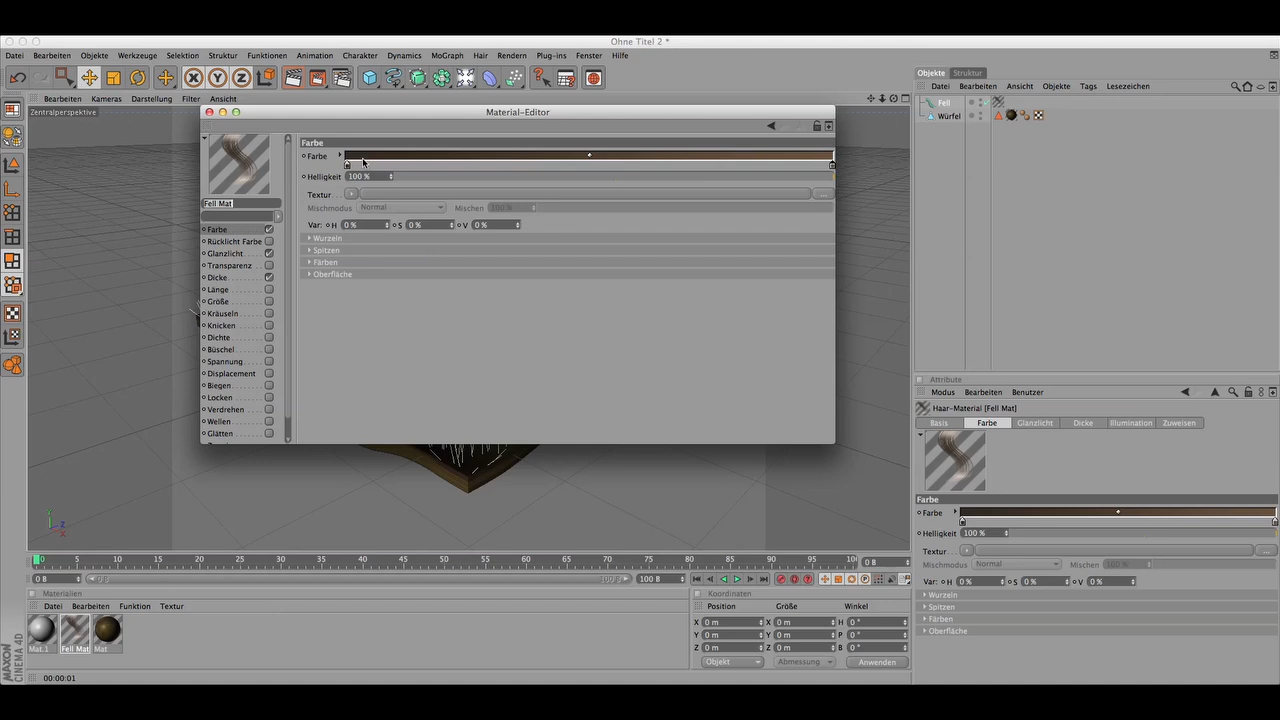 Ohne Titel 2 *
Datei Bearbeiten Objekte Werkzeuge Selektion Struktur Funktionen Animation Charakter Dynamics MoGraph Hair Rendern Plug-ins Fenster Hilfe
Objekte Struktur
Datei Bearbeiten Ansicht Objekte Tags Lesezeichen
Bearbeiten Kameras Darstellung Filter Ansicht
Zentralperspektive
Fell
Würfel
Material-Editor
Farbe
Farbe
Helligkeit 100 %
Textur
Mischmodus Normal Mischen 100 %
Var: H 0 % S 0 % V 0 %
Wurzeln
Spitzen
Färben
Oberfläche
Fell Mat
Farbe
Rücklicht Farbe
Glanzlicht
Transparenz
Dicke
Länge
Größe
Kräuseln
Knicken
Dichte
Büschel
Spannung
Displacement
Biegen
Locken
Verdrehen
Wellen
Glätten
Attribute
Modus Bearbeiten Benutzer
Haar-Material [Fell Mat]
Basis Farbe Glanzlicht Dicke Illumination Zuweisen
Farbe
Farbe
Helligkeit 100 %
Textur
Mischmodus Normal Mischen 100 %
Var: H 0 % S 0 % V 0 %
Wurzeln
Spitzen
Färben
Oberfläche
Y
Z
X
0 5 10 15 20 25 30 35 40 45 50 55 60 65 70 75 80 85 90 95 100 0 B
0 B 0 B 100 B 100 B
Materialien
Datei Bearbeiten Funktion Textur
Mat.1 Fell Mat Mat
Koordinaten
Position Größe Winkel
X 0 m X 0 m H 0 °
Y 0 m Y 0 m P 0 °
Z 0 m Z 0 m B 0 °
Objekt Abmessung Anwenden
MAXON CINEMA 4D
00:00:01